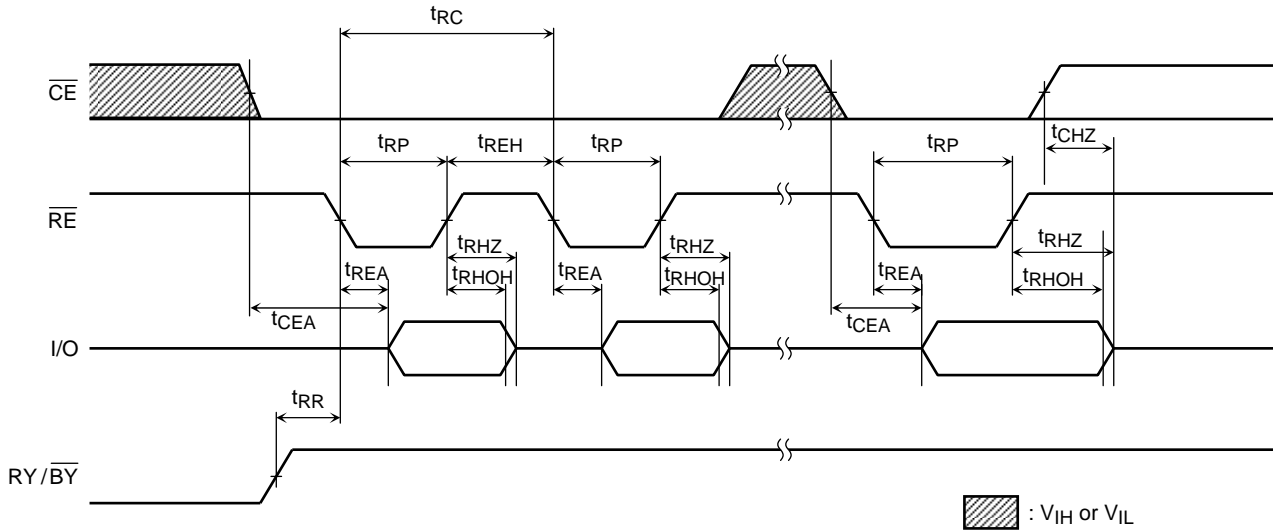 tRC
CE
tCHZ
tRP tREH tRP tRP
RE
tRHZ tRHZ tRHZ
tREA tRHOH tREA tRHOH tREA tRHOH
tCEA tCEA
I/O
tRR
RY/BY
: VIH or VIL